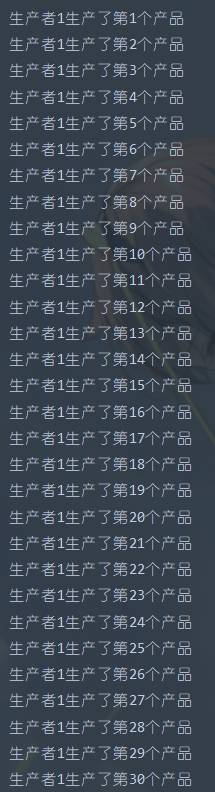 生产者1生产了第1个产品
生产者1生产了第2个产品
生产者1生产了第3个产品
生产者1生产了第4个产品
生产者1生产了第5个产品
生产者1生产了第6个产品
生产者1生产了第7个产品
生产者1生产了第8个产品
生产者1生产了第9个产品
生产者1生产了第10个产品
生产者1生产了第11个产品
生产者1生产了第12个产品
生产者1生产了第13个产品
生产者1生产了第14个产品
生产者1生产了第15个产品
生产者1生产了第16个产品
生产者1生产了第17个产品
生产者1生产了第18个产品
生产者1生产了第19个产品
生产者1生产了第20个产品
生产者1生产了第21个产品
生产者1生产了第22个产品
生产者1生产了第23个产品
生产者1生产了第24个产品
生产者1生产了第25个产品
生产者1生产了第26个产品
生产者1生产了第27个产品
生产者1生产了第28个产品
生产者1生产了第29个产品
生产者1生产了第30个产品